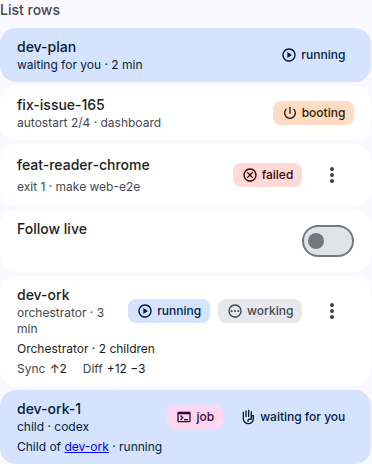 List rows
dev-plan
waiting for you · 2 min
running
fix-issue-165
autostart 2/4 · dashboard
booting
feat-reader-chrome
exit 1 · make web-e2e
failed
Follow live
dev-ork
orchestrator · 3
min
running
working
Orchestrator · 2 children
Sync ↑2 Diff +12 −3
dev-ork-1
child · codex
job
waiting for you
Child of dev-ork · running